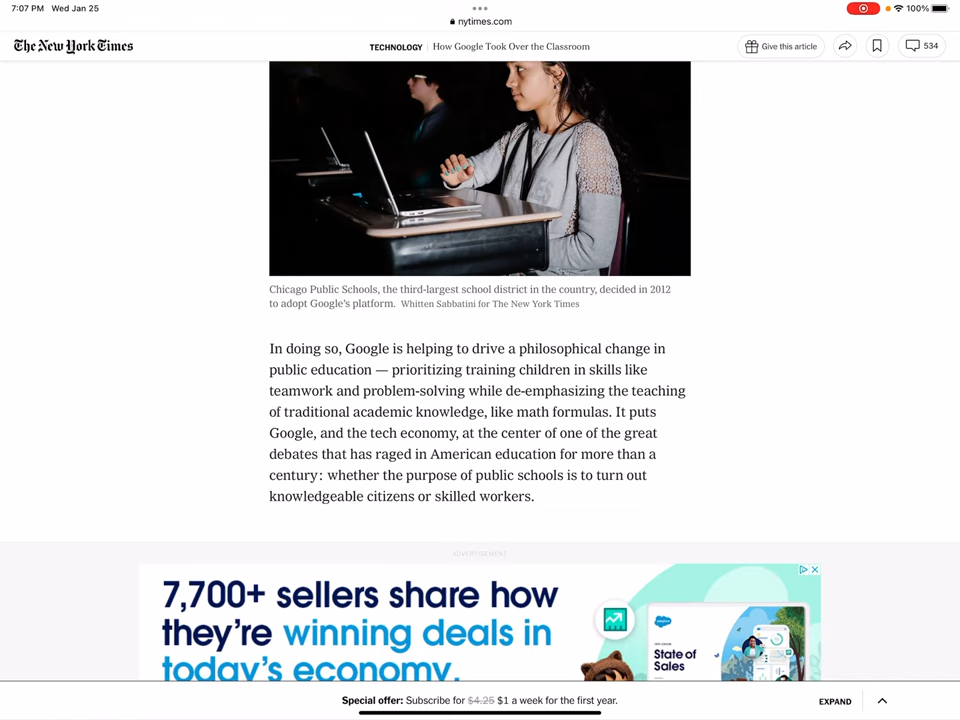 7:07 PM Wed Jan 25
100%
nytimes.com
The New York Times
TECHNOLOGY How Google Took Over the Classroom
Give this article
534
Chicago Public Schools, the third-largest school district in the country, decided in 2012
to adopt Google's platform. Whitten Sabbatini for The New York Times
In doing so, Google is helping to drive a philosophical change in
public education — prioritizing training children in skills like
teamwork and problem-solving while de-emphasizing the teaching
of traditional academic knowledge, like math formulas. It puts
Google, and the tech economy, at the center of one of the great
debates that has raged in American education for more than a
century: whether the purpose of public schools is to turn out
knowledgeable citizens or skilled workers.
ADVERTISEMENT
7,700+ sellers share how
they're winning deals in
today's economy.
State of
Sales
Special offer: Subscribe for $4.25 $1 a week for the first year.
EXPAND